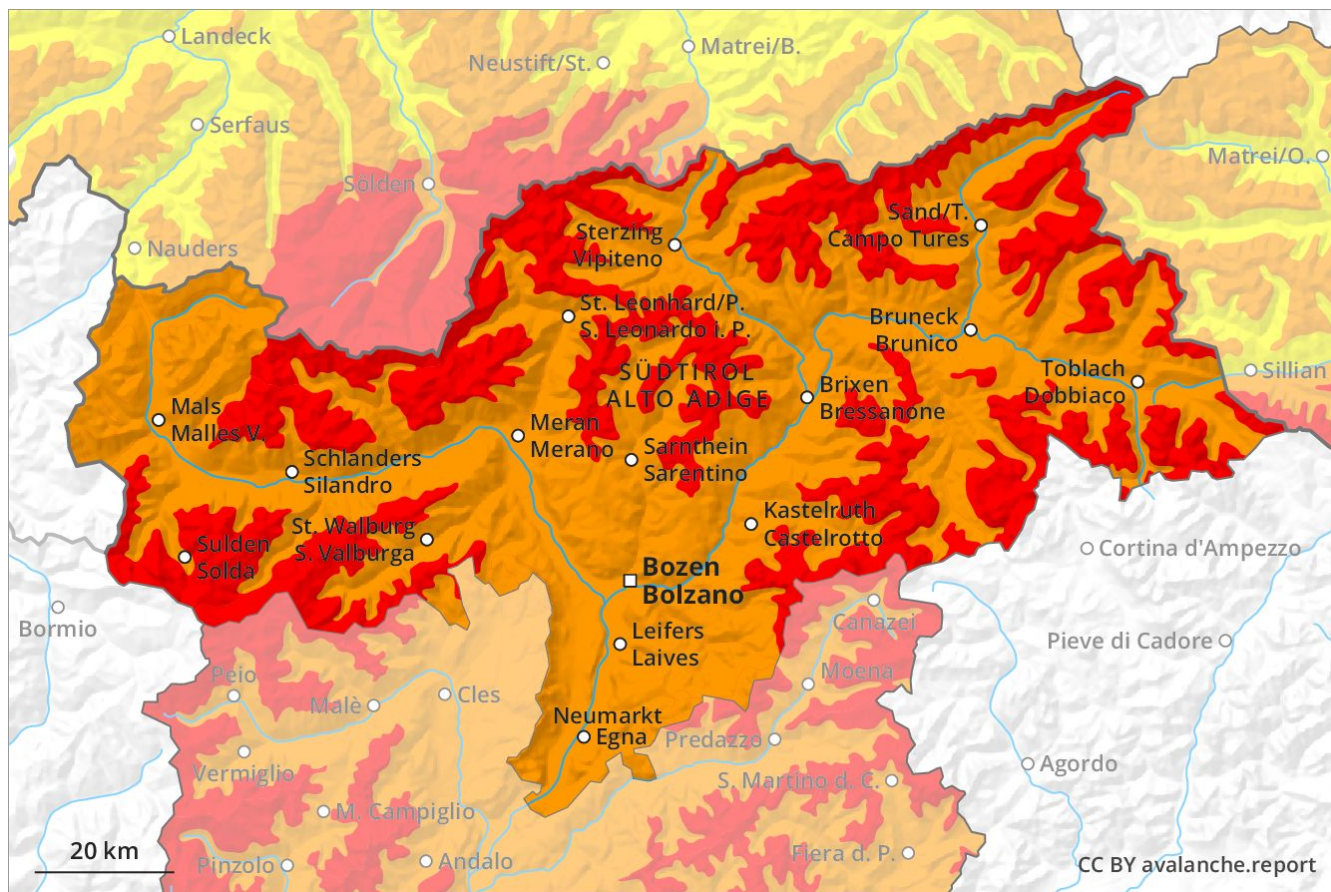 Landeck
Matrei/B.
Neustift/St.
Serfaus
Matrei/O.
Sölden
Sand/T.
Campo Tures
Sterzing
Vipiteno
Nauders
St. Leonhard/P.
S. Leonardo i. P.
Bruneck
Brunico
SÜDTIROL
ALTO ADIGE
Toblach
Dobbiaco
Sillian
Brixen
Bressanone
Mals
Malles V.
Meran
Merano
Sarnthein
Sarentino
Schlanders
Silandro
Kastelruth
Castelrotto
St. Walburg
S. Valburga
Sulden
Solda
Cortina d'Ampezzo
Bozen
Bolzano
Bormio
Canazei
Leifers
Laives
Pieve di Cadore
Peio
Moena
Malè
Cles
Neumarkt
Egna
Predazzo
Vermiglio
Agordo
S. Martino d. C.
M. Campiglio
20 km
Pinzolo
Andalo
Fiera d. P.
CC BY avalanche.report